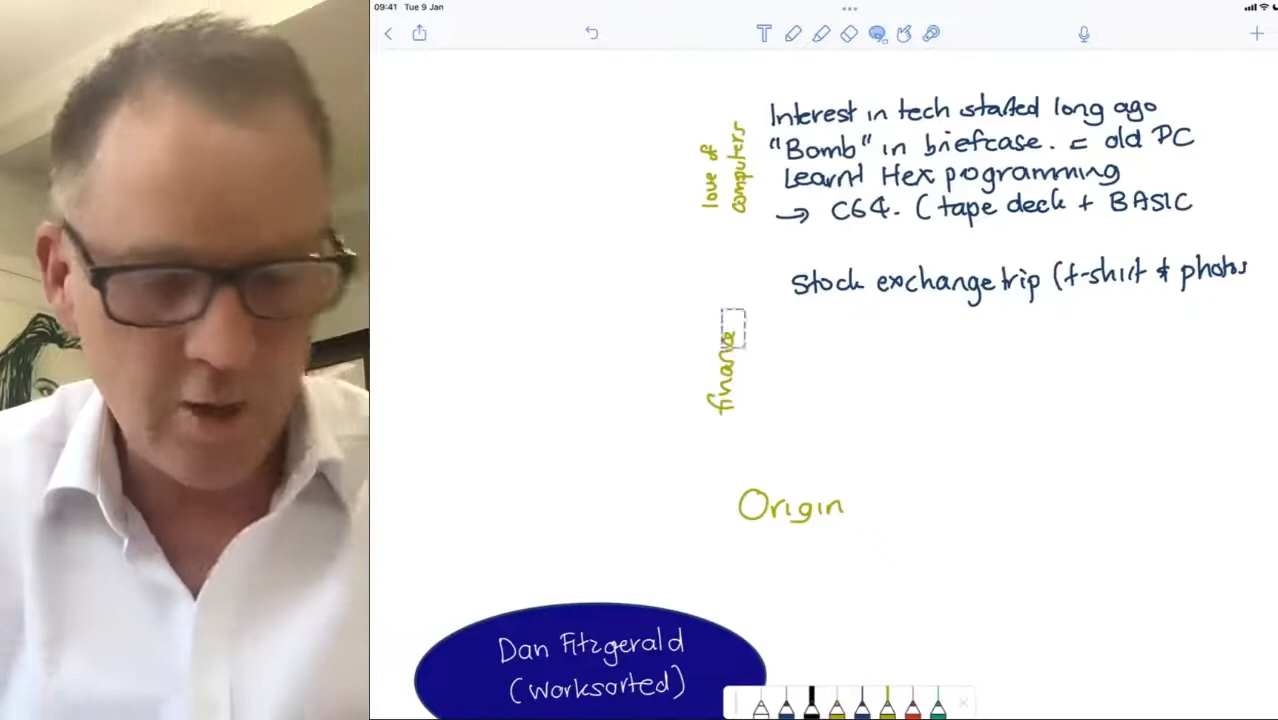 09:41 Tue 9 Jan
love of
computers
Interest in tech started long ago
"Bomb" in briefcase. = old PC
Learnt Hex pogramming
→ C64. (tape deck + BASIC
Stock exchange trip (t-shirt & photos
finance
Origin
Dan Fitzgerald
(Worksorted)